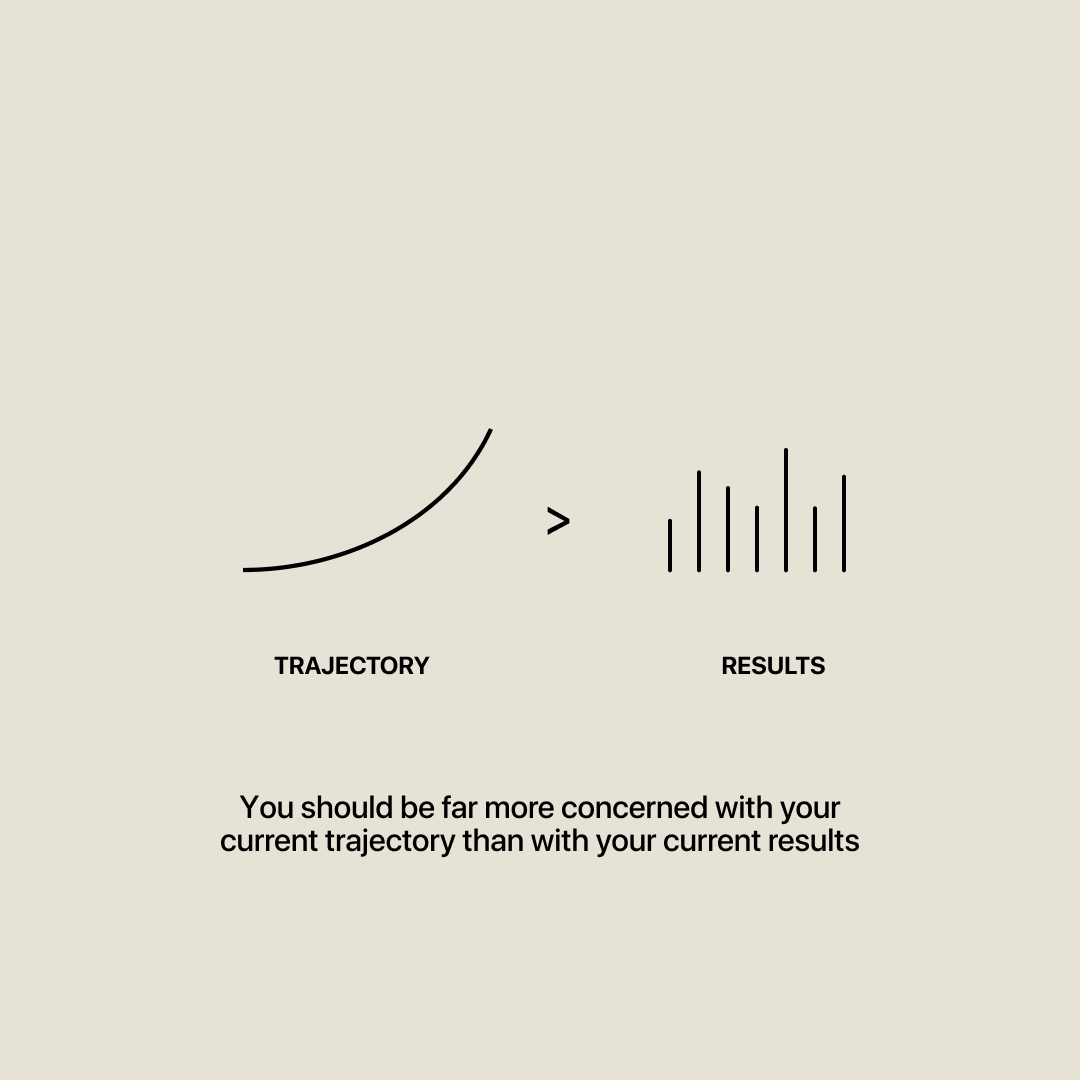 >
TRAJECTORY RESULTS
You should be far more concerned with your
current trajectory than with your current results